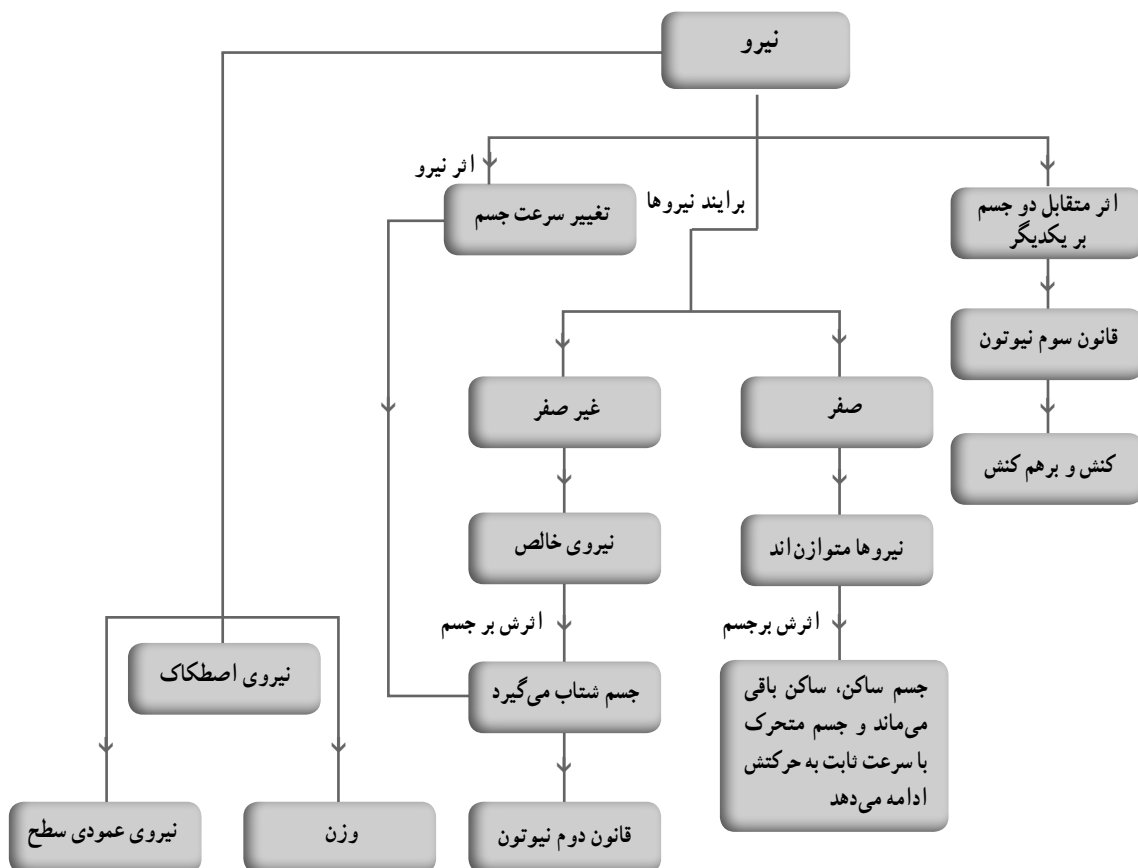 نیرو
اثر نیرو
تغییر سرعت جسم
برایند نیروها
اثر متقابل دو جسم
بر یکدیگر
قانون سوم نیوتون
کنش و برهم کنش
صفر
غیر صفر
نیروها متوازن‌اند
نیروی خالص
اثرش برجسم
اثرش بر جسم
جسم ساکن، ساکن باقی
می‌ماند و جسم متحرک
با سرعت ثابت به حرکتش
ادامه می‌دهد
جسم شتاب می‌گیرد
قانون دوم نیوتون
نیروی اصطکاک
وزن
نیروی عمودی سطح